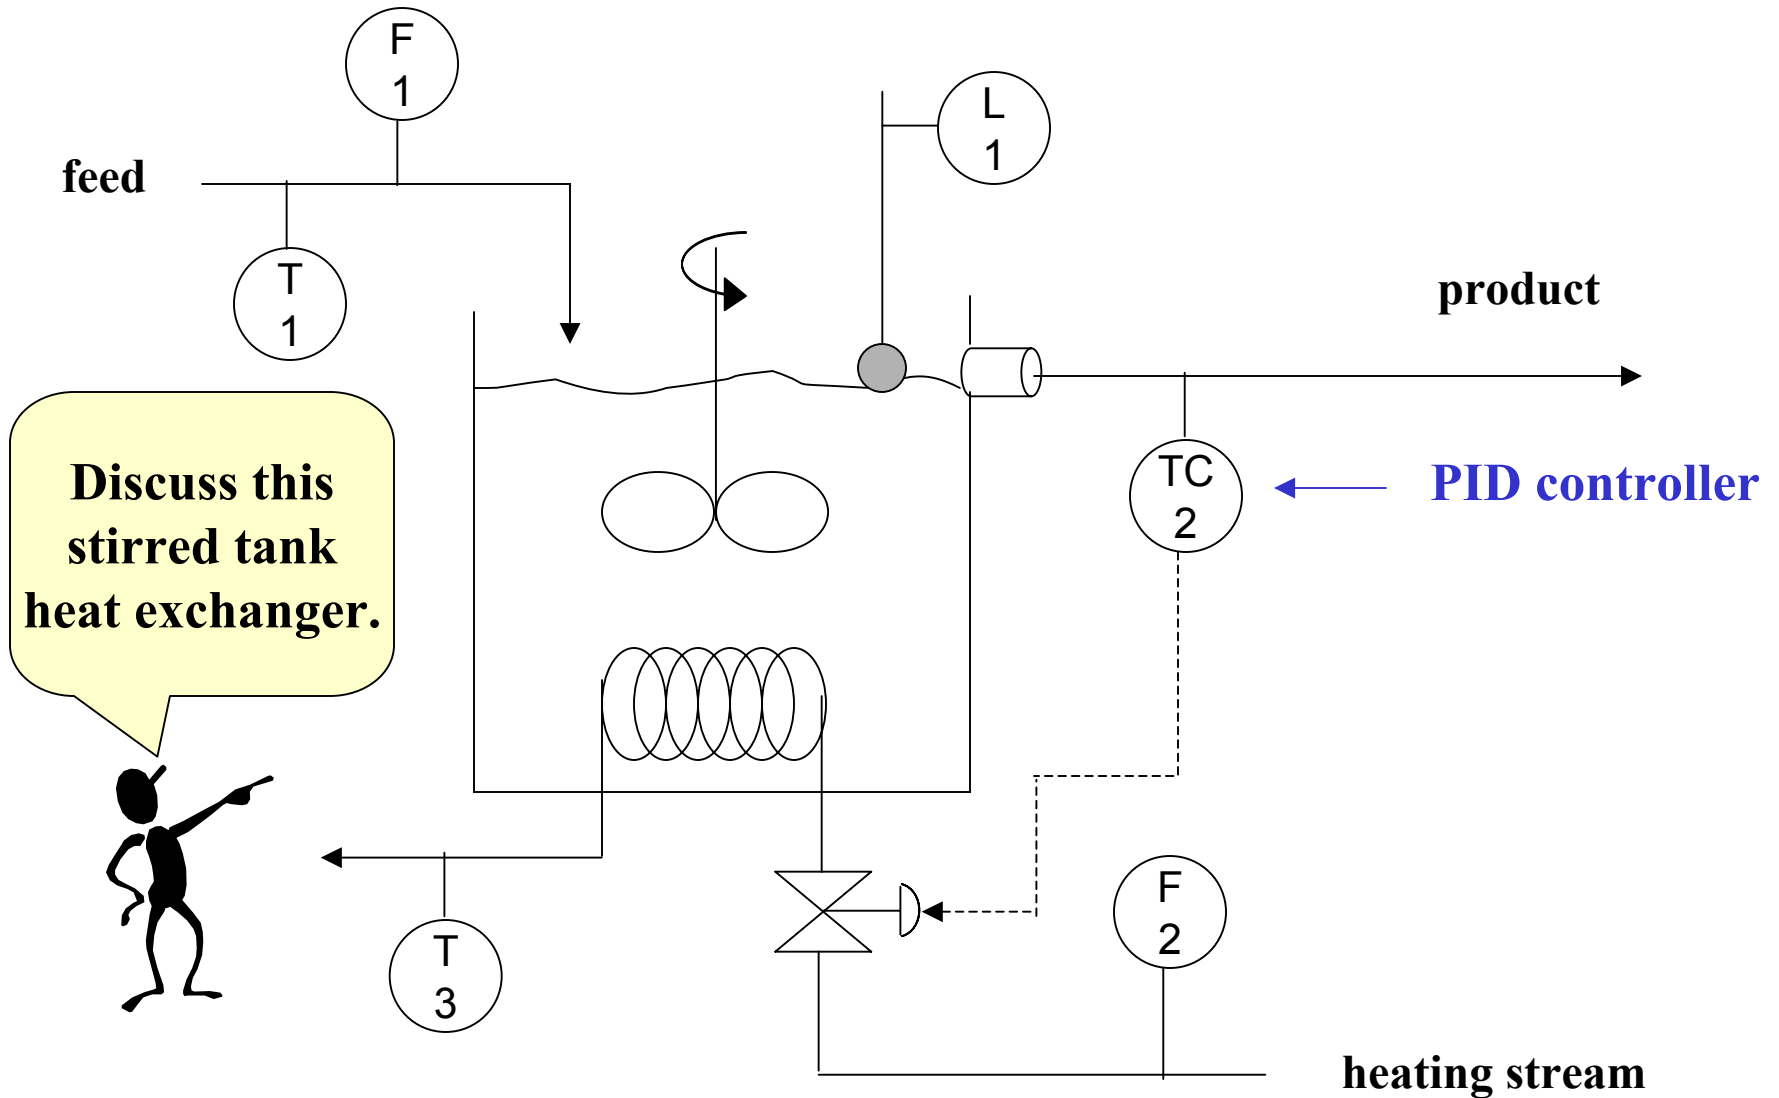 F
1
L
1
feed
T
1
product
Discuss this
stirred tank
heat exchanger.
TC
2
PID controller
T
3
F
2
heating stream